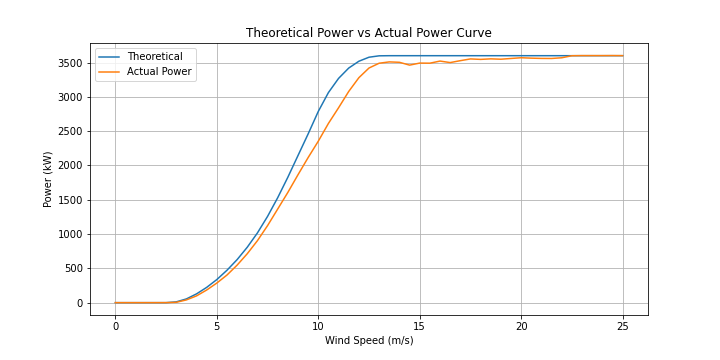 Theoretical Power vs Actual Power Curve
Theoretical
Actual Power
Power (kW)
3500
3000
2500
2000
1500
1000
500
0
0 5 10 15 20 25
Wind Speed (m/s)